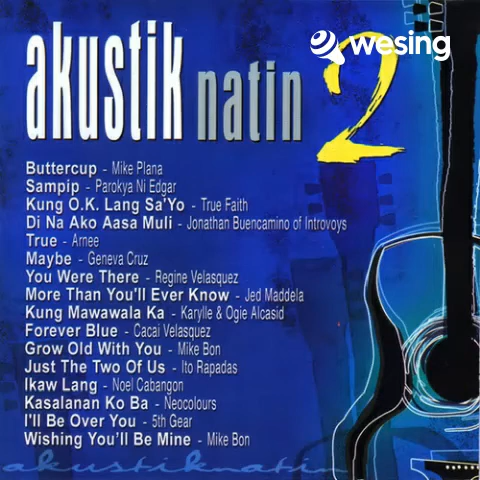 wesing
akustik natin 2
Buttercup - Mike Plana
Sampip - Parokya Ni Edgar
Kung O.K. Lang Sa'Yo - True Faith
Di Na Ako Aasa Muli - Jonathan Buencamino of Introvoys
True - Arnee
Maybe - Geneva Cruz
You Were There - Regine Velasquez
More Than You'll Ever Know - Jed Maddela
Kung Mawawala Ka - Karylle & Ogie Alcasid
Forever Blue - Cacai Velasquez
Grow Old With You - Mike Bon
Just The Two Of Us - Ito Rapadas
Ikaw Lang - Noel Cabangon
Kasalanan Ko Ba - Neocolours
I'll Be Over You - 5th Gear
Wishing You'll Be Mine - Mike Bon
akustiknatin